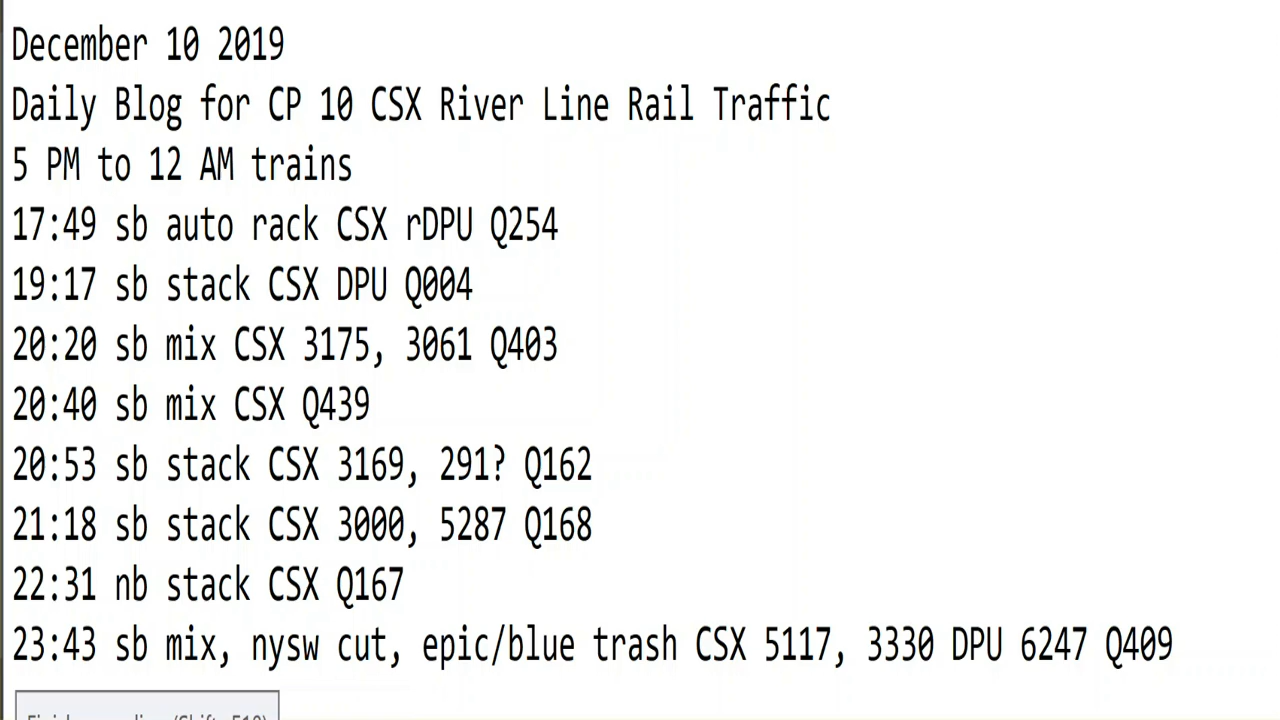 December 10 2019
Daily Blog for CP 10 CSX River Line Rail Traffic
5 PM to 12 AM trains
17:49 sb auto rack CSX rDPU Q254
19:17 sb stack CSX DPU Q004
20:20 sb mix CSX 3175, 3061 Q403
20:40 sb mix CSX Q439
20:53 sb stack CSX 3169, 291? Q162
21:18 sb stack CSX 3000, 5287 Q168
22:31 nb stack CSX Q167
23:43 sb mix, nysw cut, epic/blue trash CSX 5117, 3330 DPU 6247 Q409